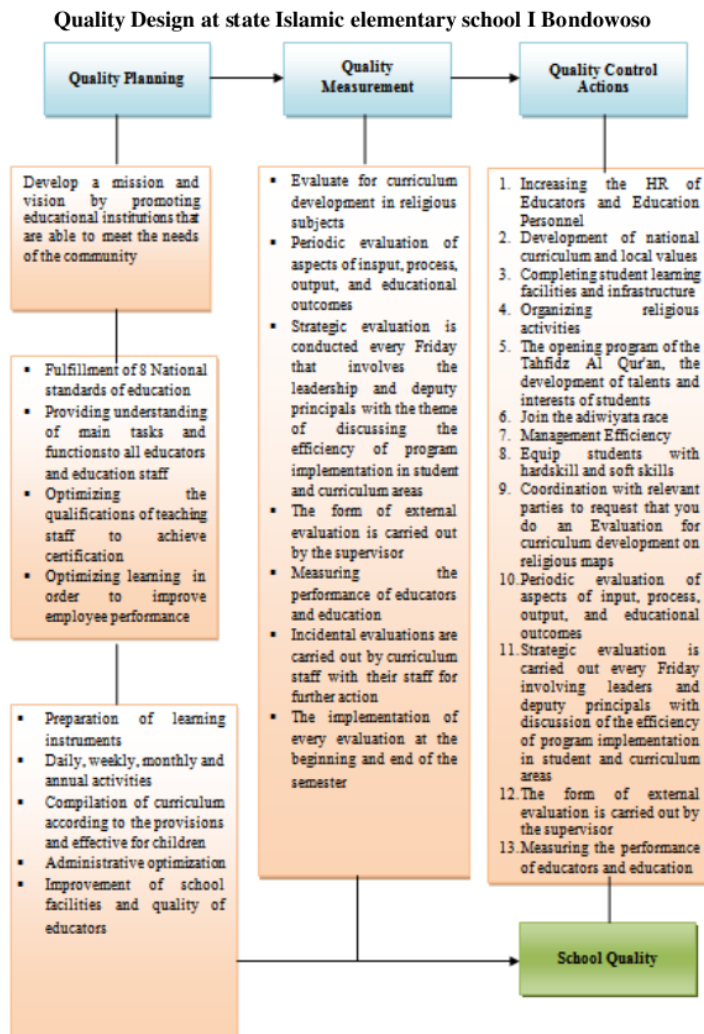 Quality Design at state Islamic elementary school I Bondowoso
Quality Planning
Quality
Measurement
Quality Control
Actions
Develop a mission and
vision by promoting
educational institutions that
are able to meet the needs
of the community
▪ Fulfillment of 8 National
standards of education
▪ Providing understanding
of main tasks and
functionsto all educators
and education staff
▪ Optimizing the
qualifications of teaching
staff to achieve
certification
▪ Optimizing learning in
order to improve
employee performance
▪ Preparation of learning
instruments
▪ Daily, weekly, monthly and
annual activities
▪ Compilation of curriculum
according to the provisions
and effective for children
▪ Administrative optimization
▪ Improvement of school
facilities and quality of
educators
▪ Evaluate for curriculum
development in religious
subjects
▪ Periodic evaluation of
aspects of insput, process,
output, and educational
outcomes
▪ Strategic evaluation is
conducted every Friday
that involves the
leadership and deputy
principals with the theme
of discussing the
efficiency of program
implementation in student
and curriculum areas
▪ The form of external
evaluation is carried out
by the supervisor
▪ Measuring the
performance of educators
and education
▪ Incidental evaluations are
carried out by curriculum
staff with their staff for
further action
▪ The implementation of
every evaluation at the
beginning and end of the
semester
1. Increasing the HR of
Educators and Education
Personnel
2. Development of national
curriculum and local values
3. Completing student learning
facilities and infrastructure
4. Organizing religious
activities
5. The opening program of the
Tahfidz Al Qur'an, the
development of talents and
interests of students
6. Join the adiwiyata race
7. Management Efficiency
8. Equip students with
hardskill and soft skills
9. Coordination with relevant
parties to request that you
do an Evaluation for
curriculum development on
religious maps
10. Periodic evaluation of
aspects of input, process,
output, and educational
outcomes
11. Strategic evaluation is
carried out every Friday
involving leaders and
deputy principals with
discussion of the efficiency
of program implementation
in student and curriculum
areas
12. The form of external
evaluation is carried out by
the supervisor
13. Measuring the performance
of educators and education
School Quality